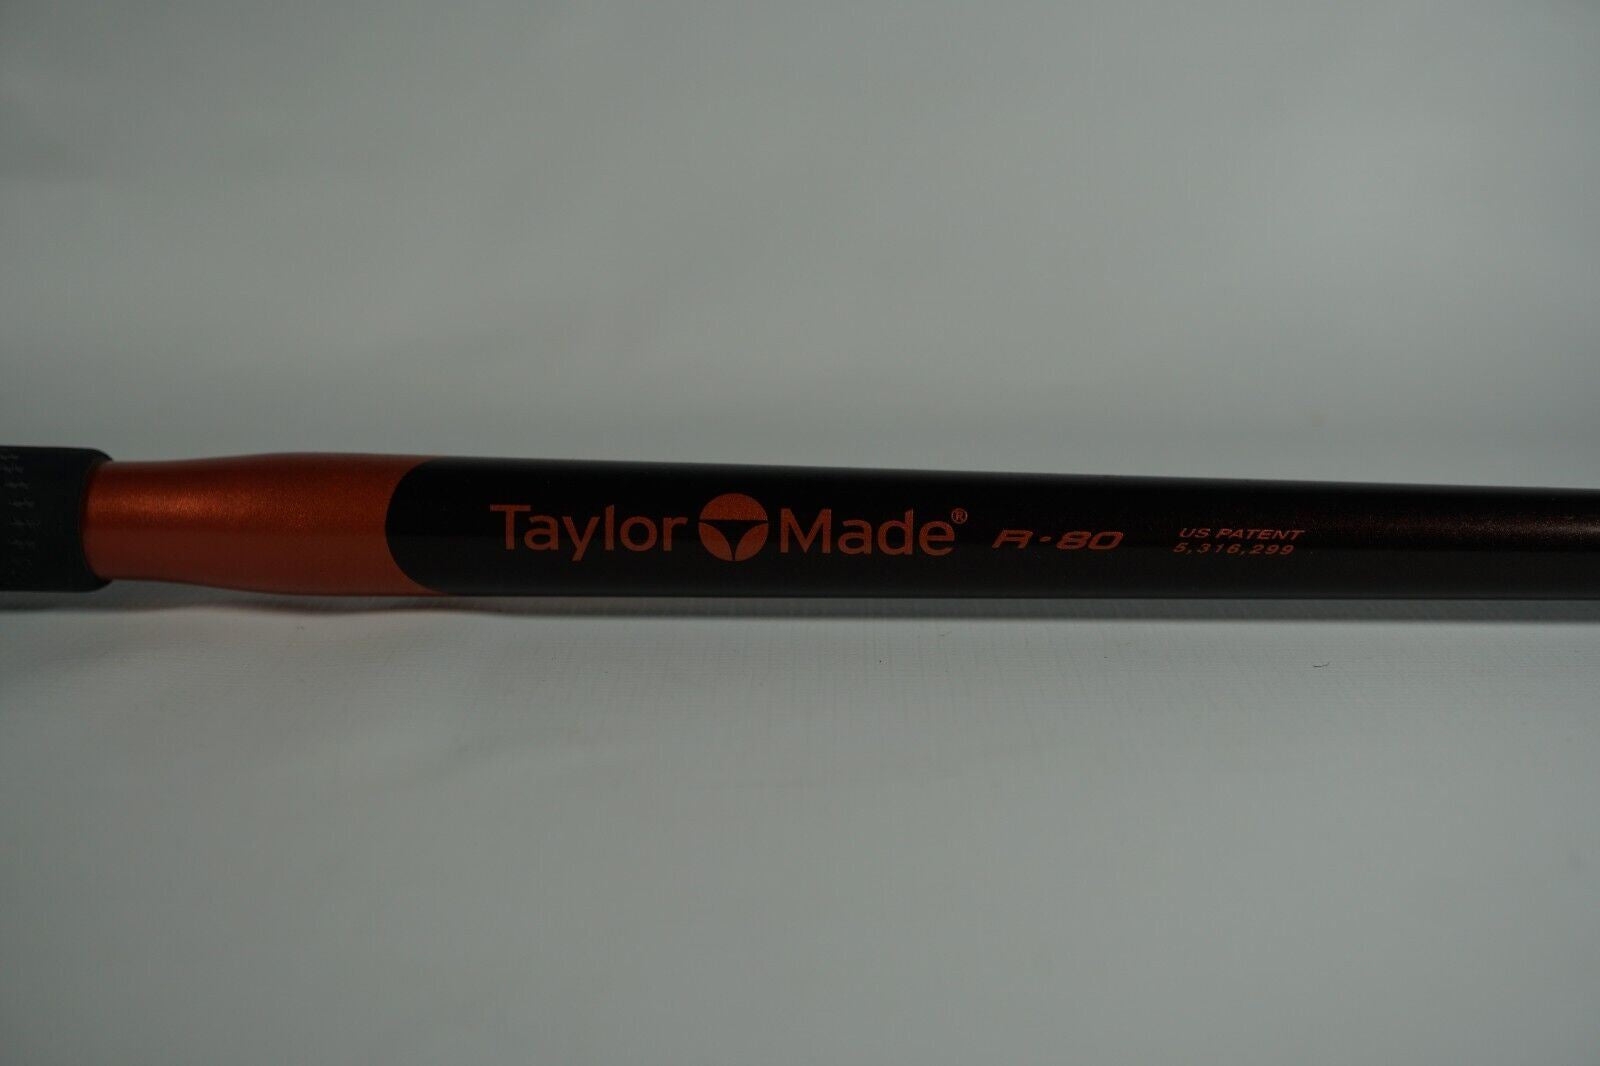 TaylorMade® R•80
US PATENT
5,316,299